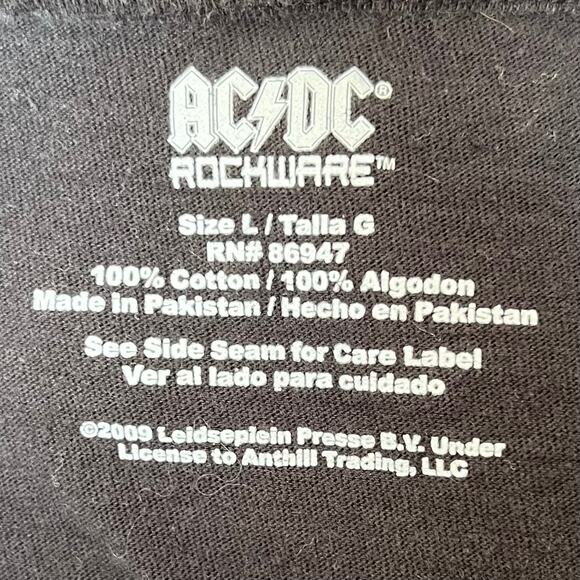 AC/DC®
ROCKWARE™
Size L / Talla G
RN# 86947
100% Cotton / 100% Algodon
Made in Pakistan / Hecho en Pakistan
See Side Seam for Care Label
Ver al lado para cuidado
©2009 Leidseplein Presse B.V. Under
License to Anthill Trading, LLC